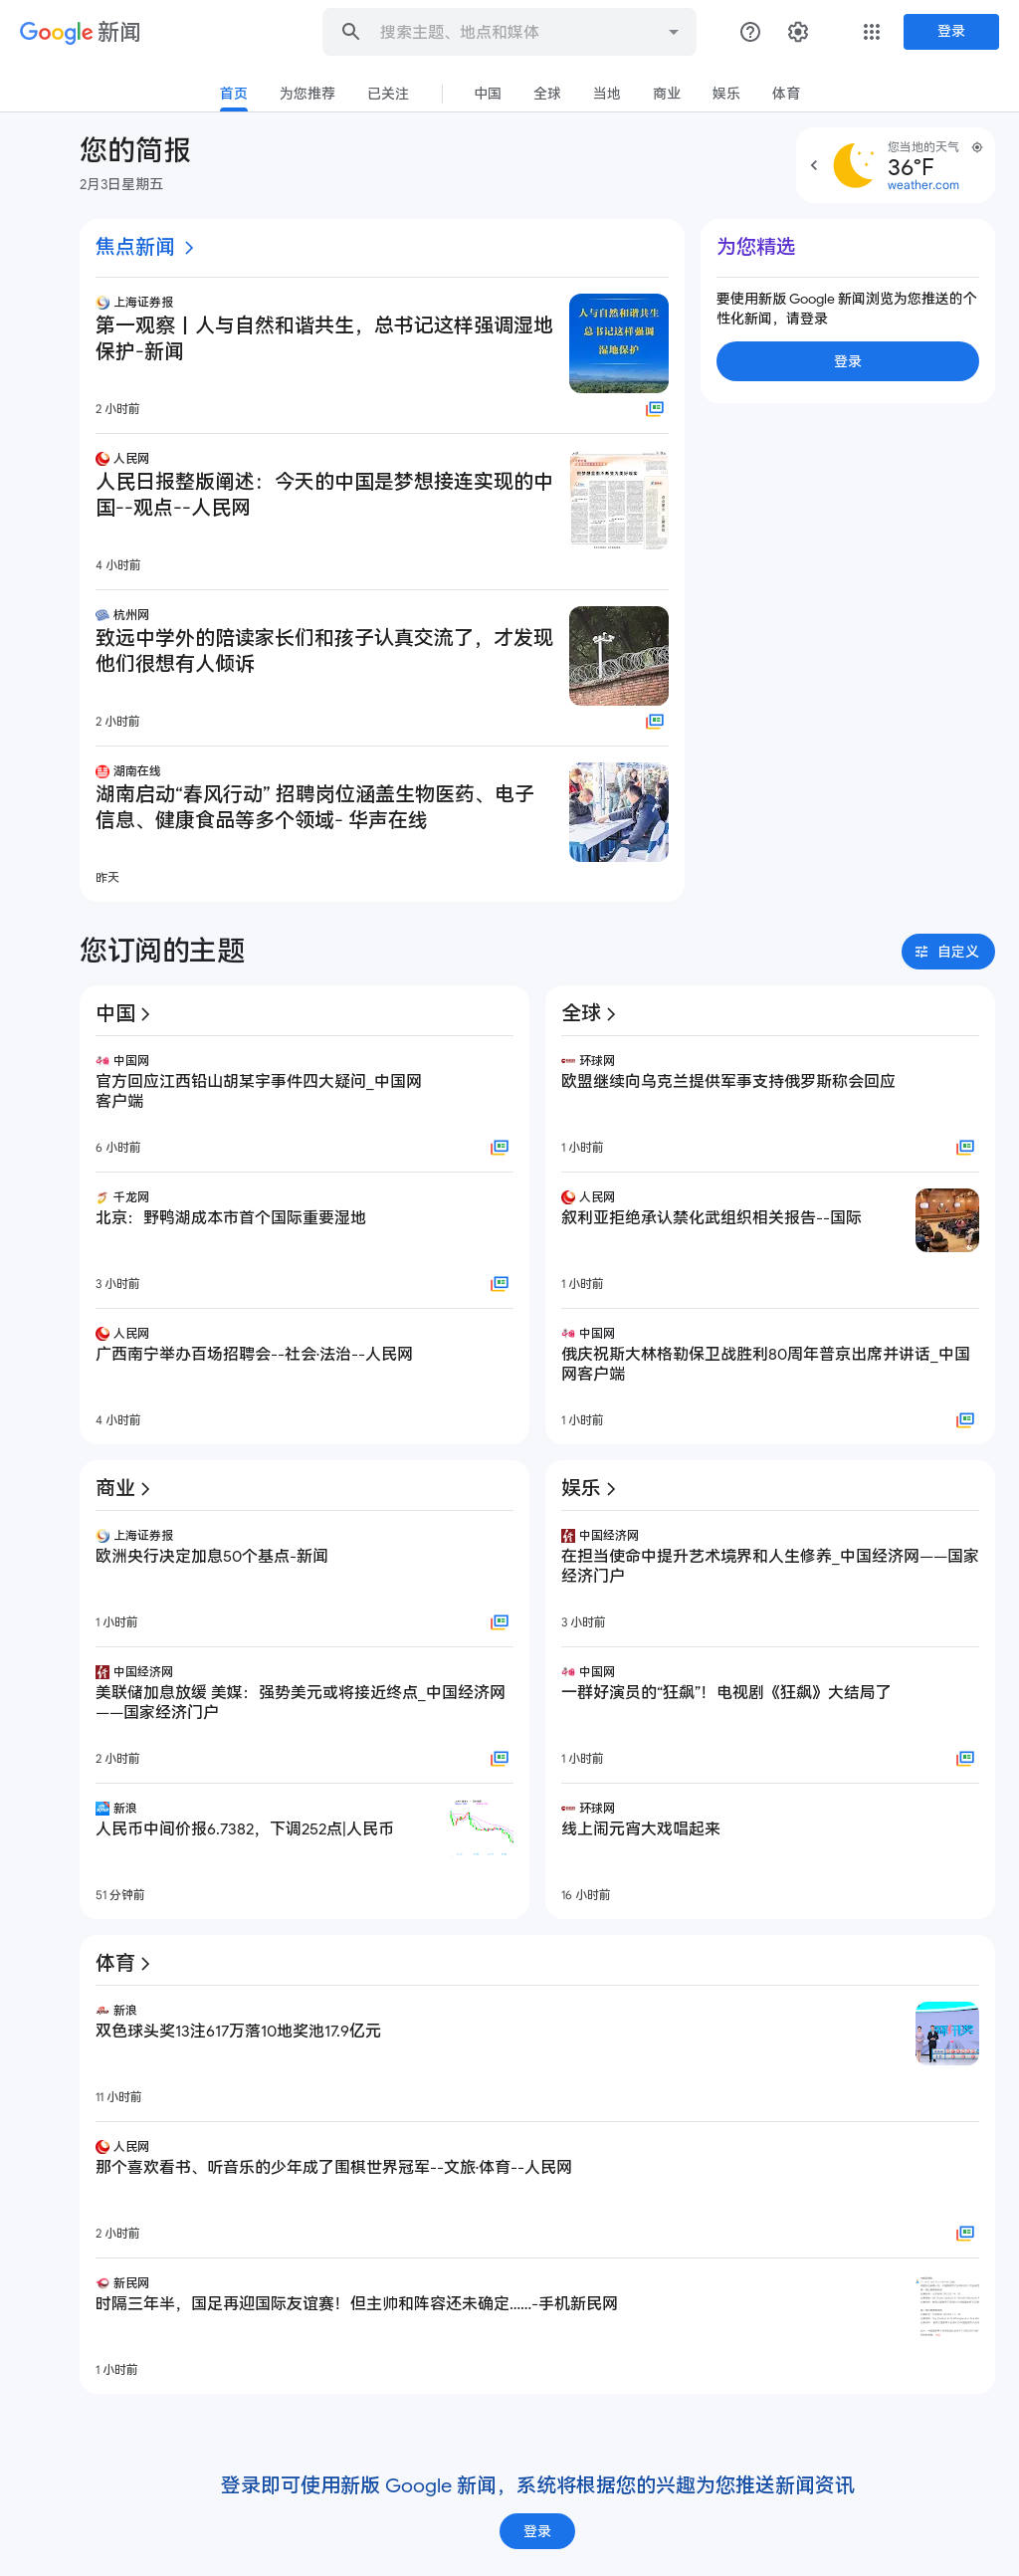 Google 新闻
搜索主题、地点和媒体
登录
首页
为您推荐
已关注
中国
全球
当地
商业
娱乐
体育
您的简报
2月3日星期五
您当地的天气
36°F
weather.com
焦点新闻
上海证券报
第一观察丨人与自然和谐共生，总书记这样强调湿地
保护-新闻
人与自然和谐共生
总书记这样强调
湿地保护
2 小时前
人民网
人民日报整版阐述：今天的中国是梦想接连实现的中
国--观点--人民网
4 小时前
杭州网
致远中学外的陪读家长们和孩子认真交流了，才发现
他们很想有人倾诉
2 小时前
湖南在线
湖南启动“春风行动” 招聘岗位涵盖生物医药、电子
信息、健康食品等多个领域- 华声在线
昨天
为您精选
要使用新版 Google 新闻浏览为您推送的个
性化新闻，请登录
登录
您订阅的主题
自定义
中国
中国网
官方回应江西铅山胡某宇事件四大疑问_中国网
客户端
6 小时前
千龙网
北京：野鸭湖成本市首个国际重要湿地
3 小时前
人民网
广西南宁举办百场招聘会--社会·法治--人民网
4 小时前
全球
环球网
欧盟继续向乌克兰提供军事支持俄罗斯称会回应
1 小时前
人民网
叙利亚拒绝承认禁化武组织相关报告--国际
1 小时前
中国网
俄庆祝斯大林格勒保卫战胜利80周年普京出席并讲话_中国
网客户端
1 小时前
商业
上海证券报
欧洲央行决定加息50个基点-新闻
1 小时前
中国经济网
美联储加息放缓 美媒：强势美元或将接近终点_中国经济网
——国家经济门户
2 小时前
新浪
人民币中间价报6.7382，下调252点|人民币
51 分钟前
娱乐
中国经济网
在担当使命中提升艺术境界和人生修养_中国经济网——国家
经济门户
3 小时前
中国网
一群好演员的“狂飙”！电视剧《狂飙》大结局了
1 小时前
环球网
线上闹元宵大戏唱起来
16 小时前
体育
新浪
双色球头奖13注617万落10地奖池17.9亿元
11 小时前
人民网
那个喜欢看书、听音乐的少年成了围棋世界冠军--文旅·体育--人民网
2 小时前
新民网
时隔三年半，国足再迎国际友谊赛！但主帅和阵容还未确定……-手机新民网
1 小时前
登录即可使用新版 Google 新闻，系统将根据您的兴趣为您推送新闻资讯
登录